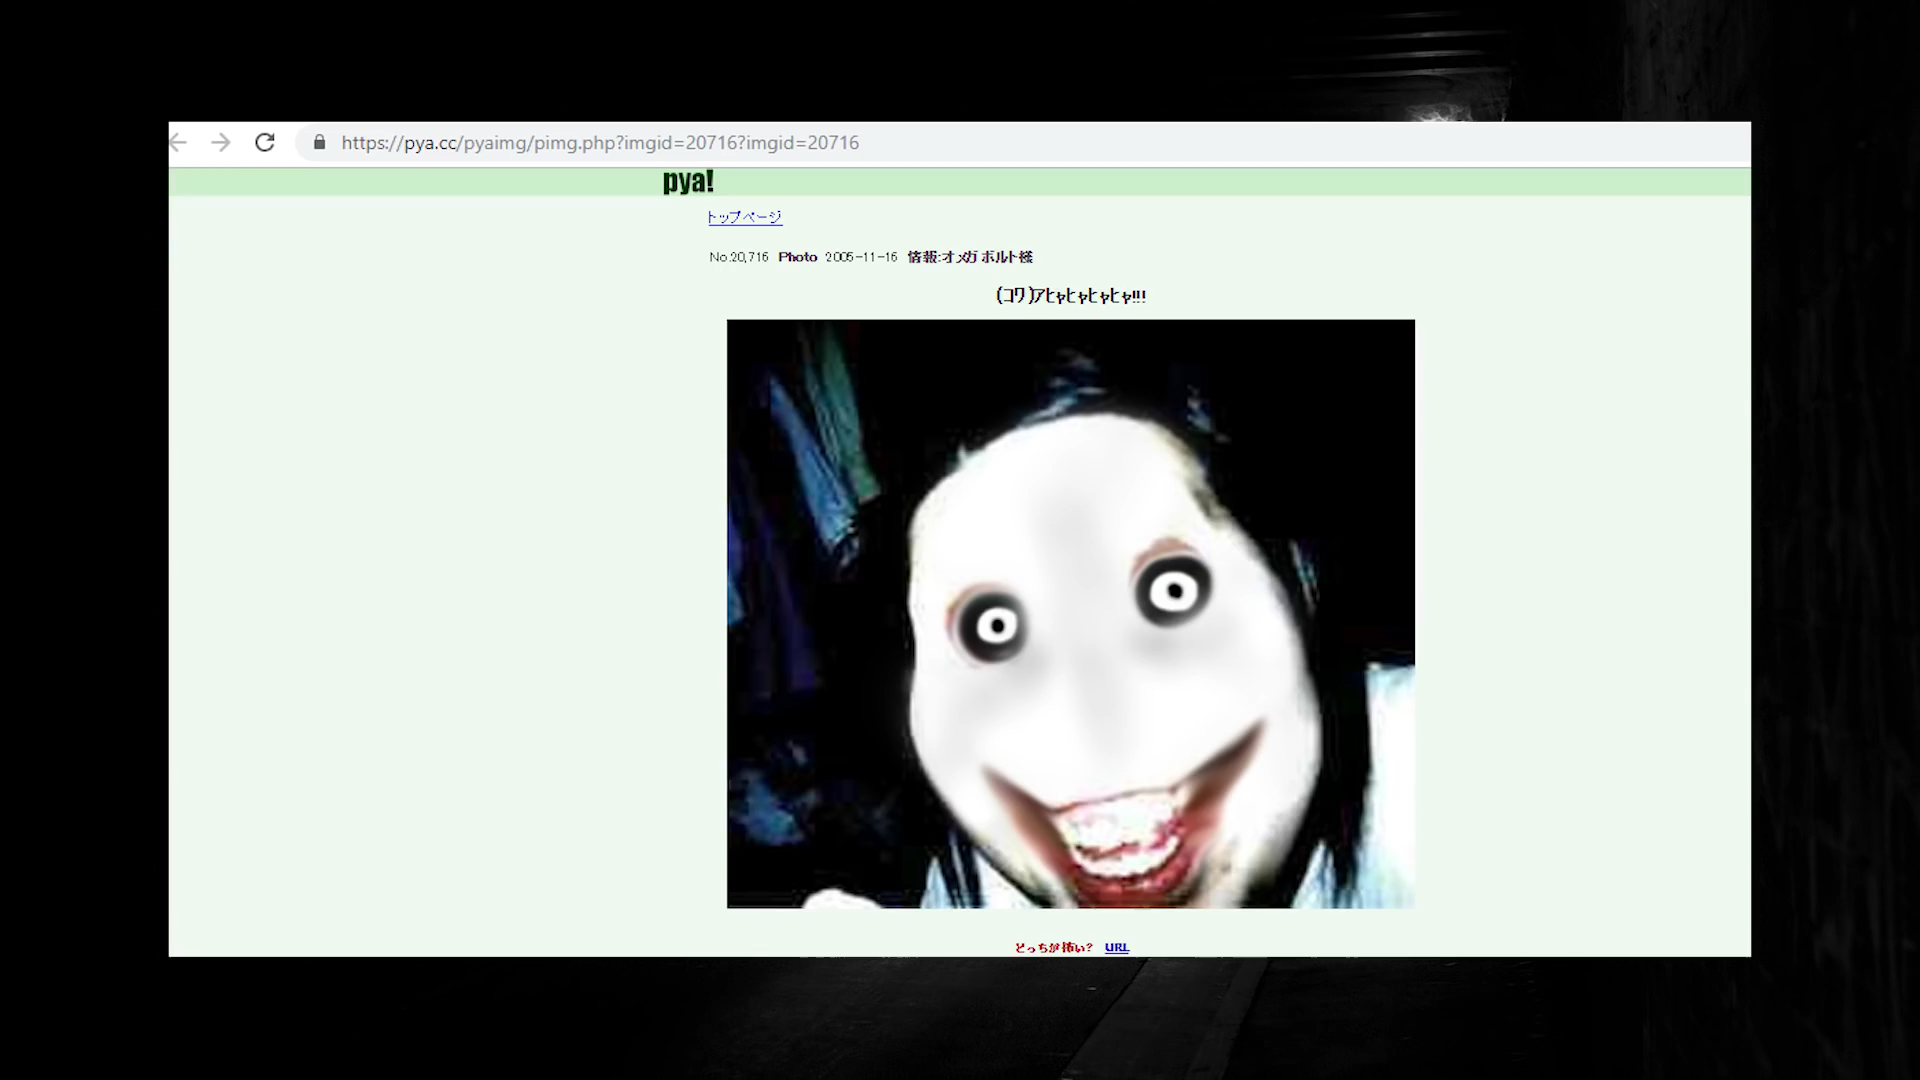 https://pya.cc/pyaimg/pimg.php?imgid=20716?imgid=20716
pya!
トップページ
No.20,716 Photo 2005-11-16 情報:オメガ ボルト様
(コワ)アヒャヒャヒャヒャ!!!
どっちが怖い? URL